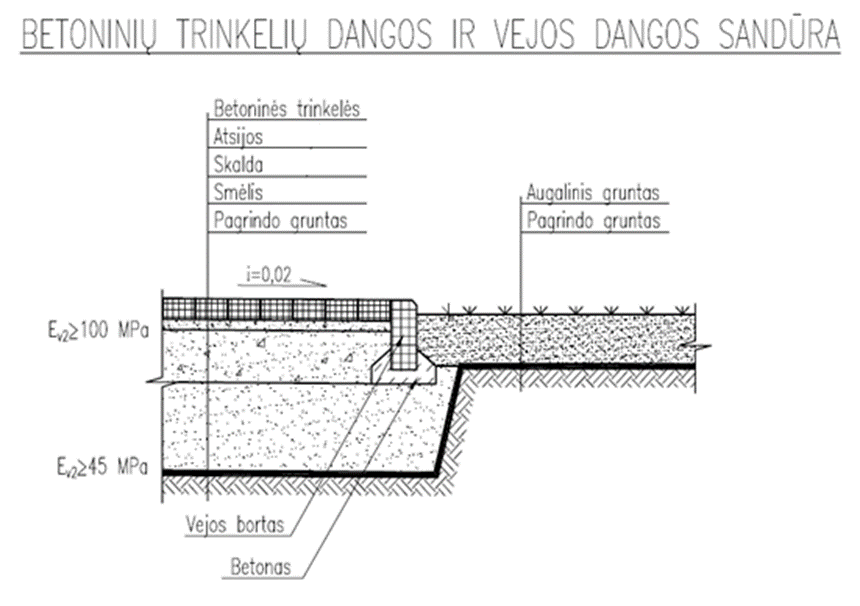 BETONINIŲ TRINKELIŲ DANGOS IR VEJOS DANGOS SANDŪRA
Betoninės trinkelės
Atsijos
Skalda
Smėlis
Pagrindo gruntas
Augalinis gruntas
Pagrindo gruntas
i=0,02
Ev2≥100 MPa
Ev2≥45 MPa
Vejos bortas
Betonas